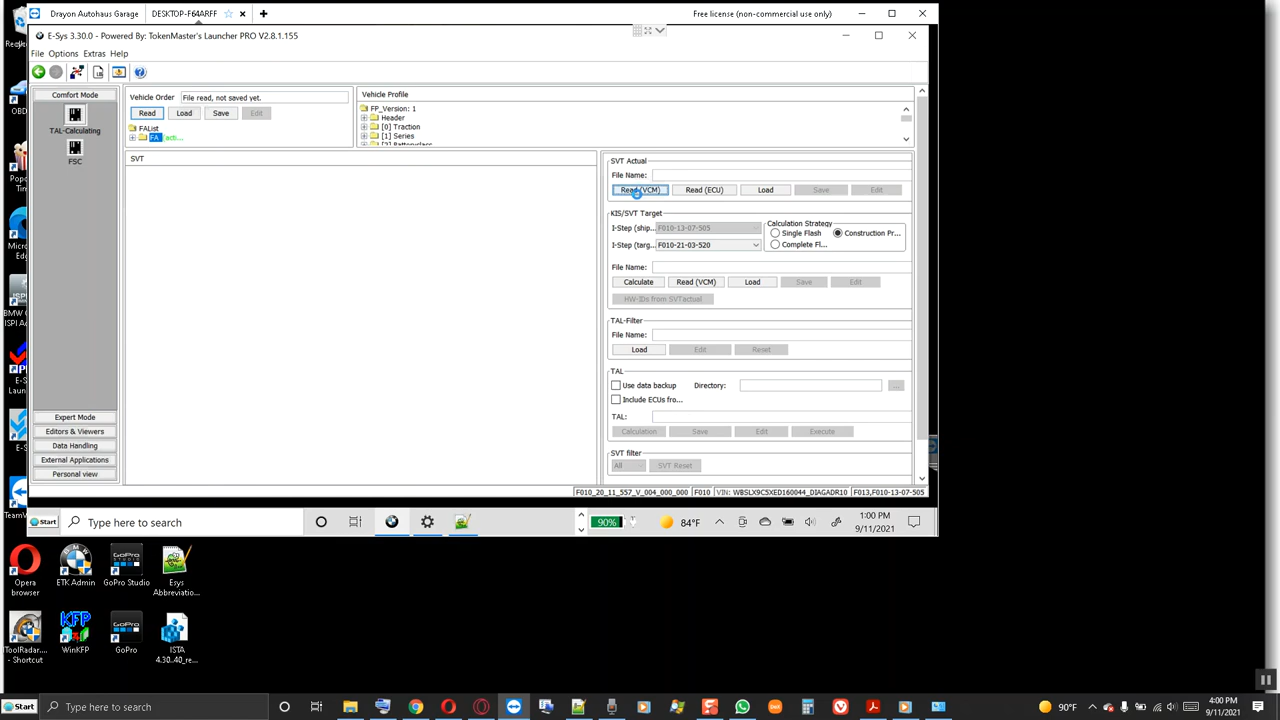 Drayon Autohaus Garage
DESKTOP-F64ARFF
Free license (non-commercial use only)
E-Sys 3.30.0 - Powered By: TokenMaster's Launcher PRO V2.8.1.155
File Options Extras Help
Comfort Mode
TAL-Calculating
FSC
Expert Mode
Editors & Viewers
Data Handling
External Applications
Personal view
Vehicle Order
File read, not saved yet.
Read Load Save Edit
FAList
FA
Vehicle Profile
FP_Version: 1
Header
[0] Traction
[1] Series
[2] Batteryclass
SVT
SVT Actual
File Name:
Read (VCM) Read (ECU) Load Save Edit
KIS/SVT Target
I-Step (ship... F010-13-07-505
I-Step (targ... F010-21-03-520
Calculation Strategy
Single Flash Construction Pr...
Complete Fl...
File Name:
Calculate Read (VCM) Load Save Edit
HW-IDs from SVTactual
TAL-Filter
File Name:
Load Edit Reset
TAL
Use data backup Directory: ...
Include ECUs fro...
TAL:
Calculation Save Edit Execute
SVT filter
All SVT Reset
F010_20_11_557_V_004_000_000 F010 VIN: WBSLX9C5XED160044_DIAGADR10 F013,F010-13-07-505
Start Type here to search 90% 84°F 1:00 PM
9/11/2021
Opera
browser
ETK Admin
GoPro Studio
Esys
Abbreviatio...
iToolRadar....
- Shortcut
WinKFP
GoPro
ISTA
4.30..40_re...
Start Type here to search 90°F 4:00 PM
9/11/2021